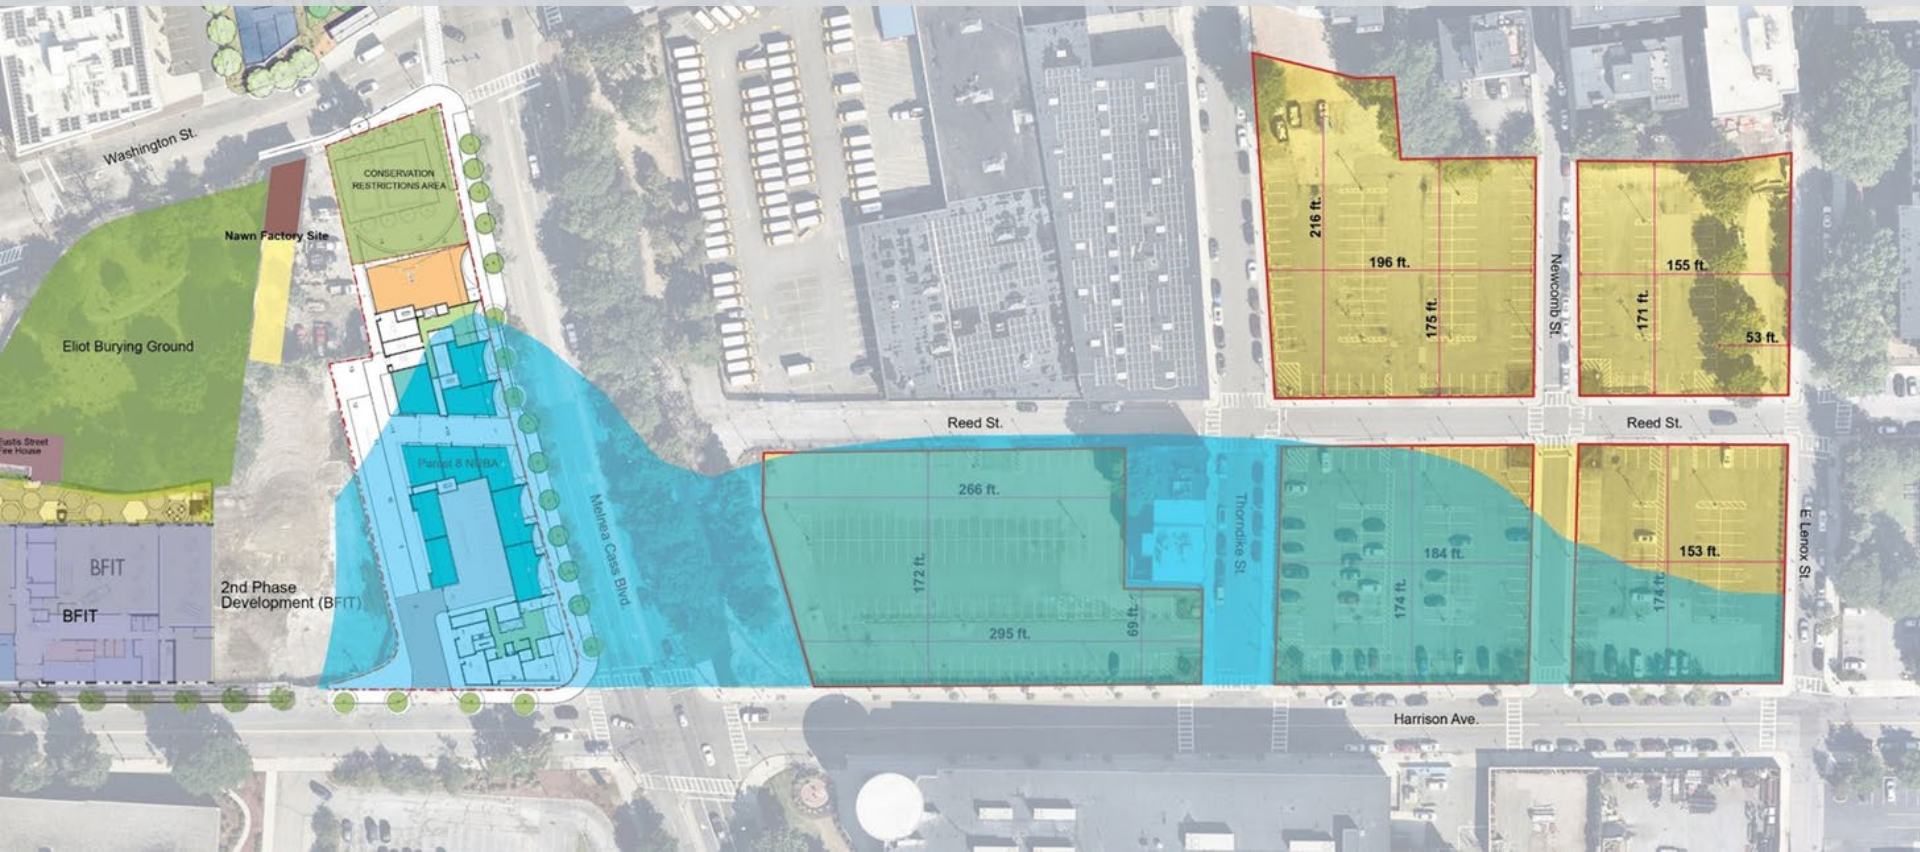 Washington St.
CONSERVATION
RESTRICTIONS AREA
Nawn Factory Site
216 ft.
196 ft.
175 ft.
Newcomb St.
155 ft.
171 ft.
53 ft.
Eliot Burying Ground
Reed St.
Reed St.
Eustis Street
Fire House
Parcel 8 NUBA
266 ft.
172 ft.
295 ft.
69 ft.
Melnea Cass Blvd.
Thorndike St.
184 ft.
174 ft.
153 ft.
174 ft.
E Lenox St.
BFIT
BFIT
2nd Phase
Development (BFIT)
Harrison Ave.